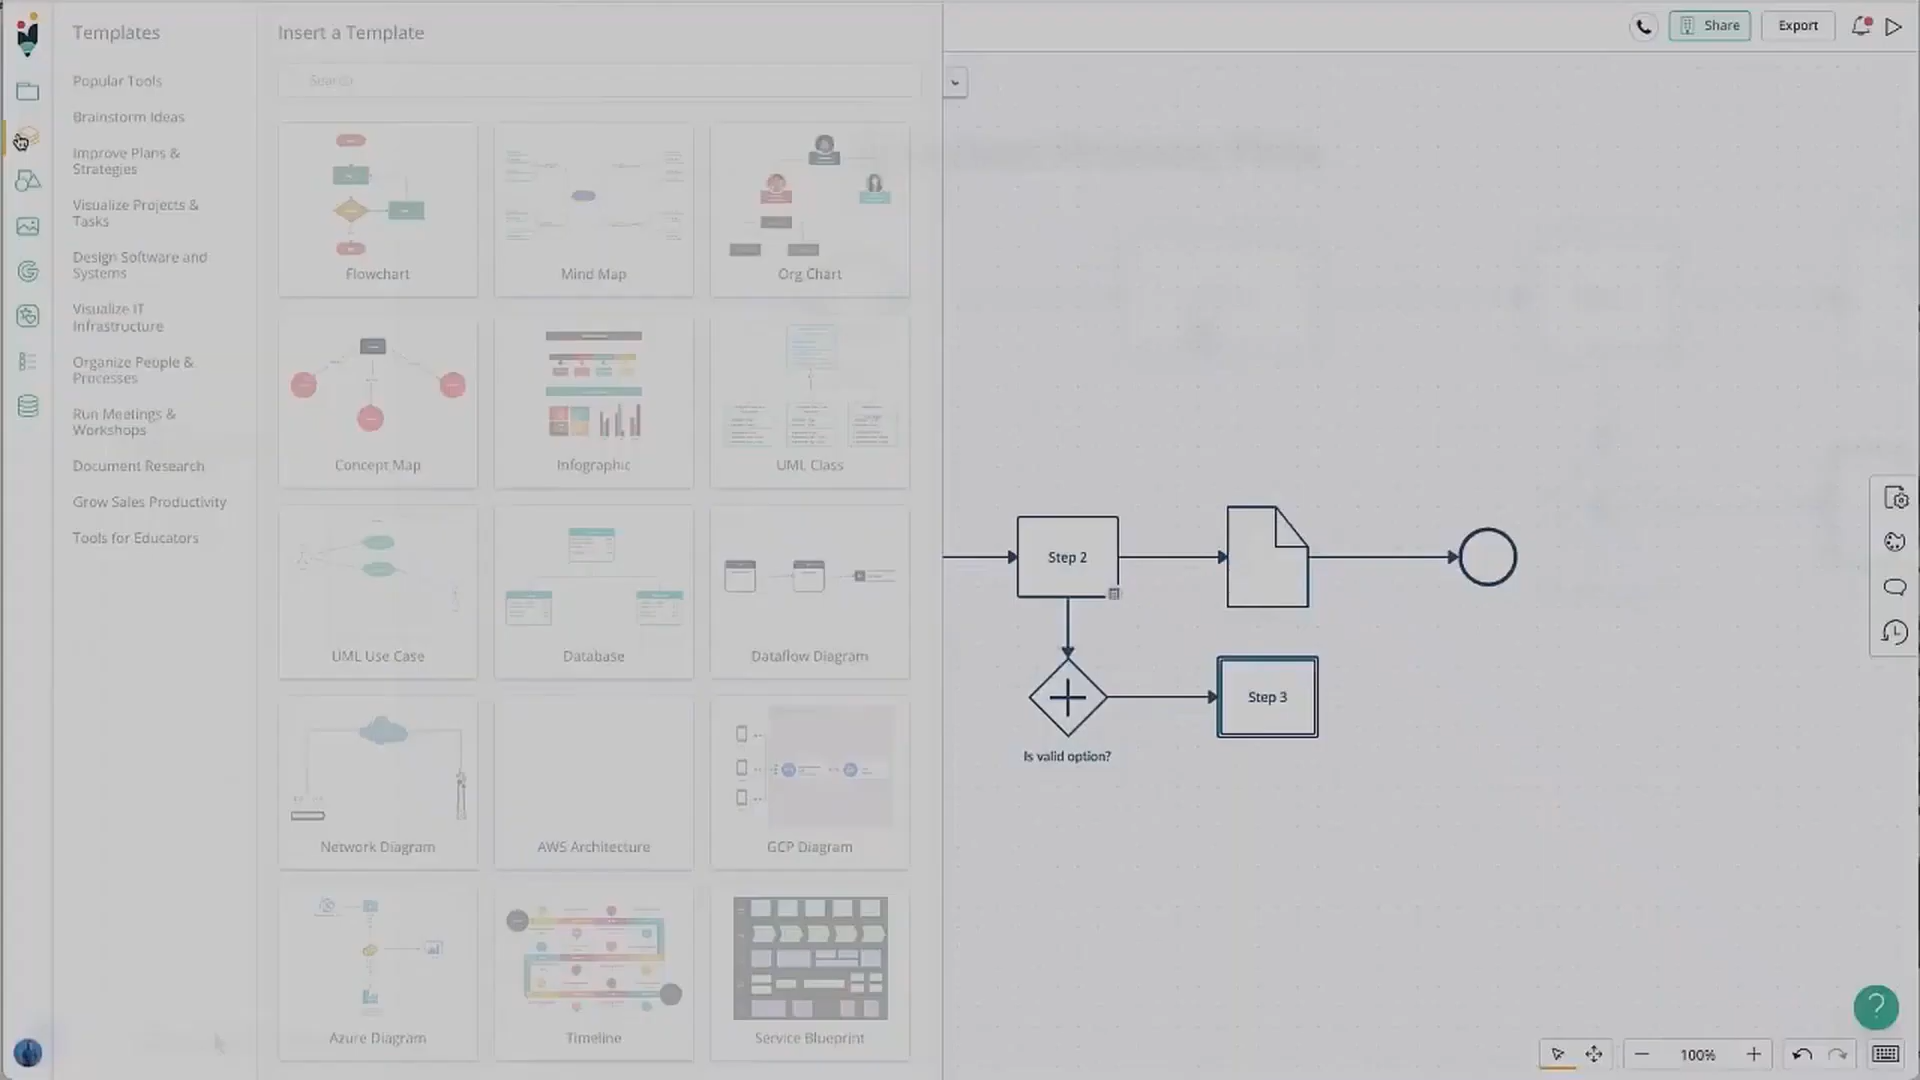 Templates
Insert a Template
Share
Export
Popular Tools
Search
Brainstorm Ideas
Improve Plans &
Strategies
Visualize Projects &
Tasks
Design Software and
Systems
Visualize IT
Infrastructure
Organize People &
Processes
Run Meetings &
Workshops
Document Research
Grow Sales Productivity
Tools for Educators
Flowchart
Mind Map
Org Chart
Concept Map
Infographic
UML Class
UML Use Case
Database
Dataflow Diagram
Network Diagram
AWS Architecture
GCP Diagram
Azure Diagram
Timeline
Service Blueprint
Step 2
Step 3
Is valid option?
?
100%